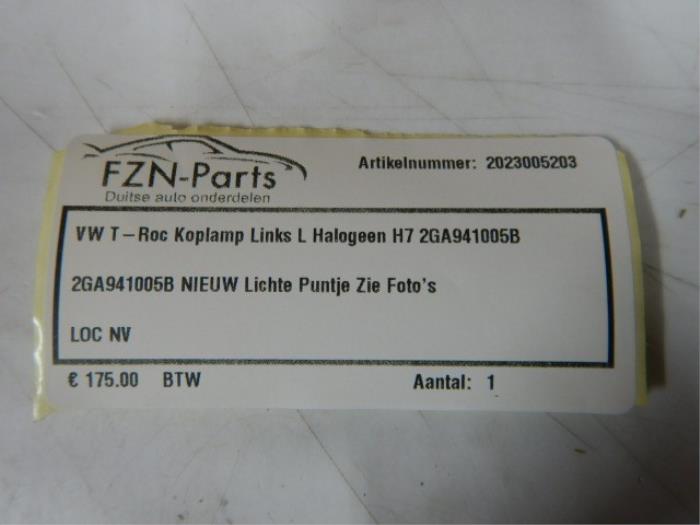 FZN-Parts
Duitse auto onderdelen
Artikelnummer: 2023005203
VW T-Roc Koplamp Links L Halogeen H7 2GA941005B
2GA941005B NIEUW Lichte Puntje Zie Foto's
LOC NV
€ 175.00 BTW
Aantal: 1